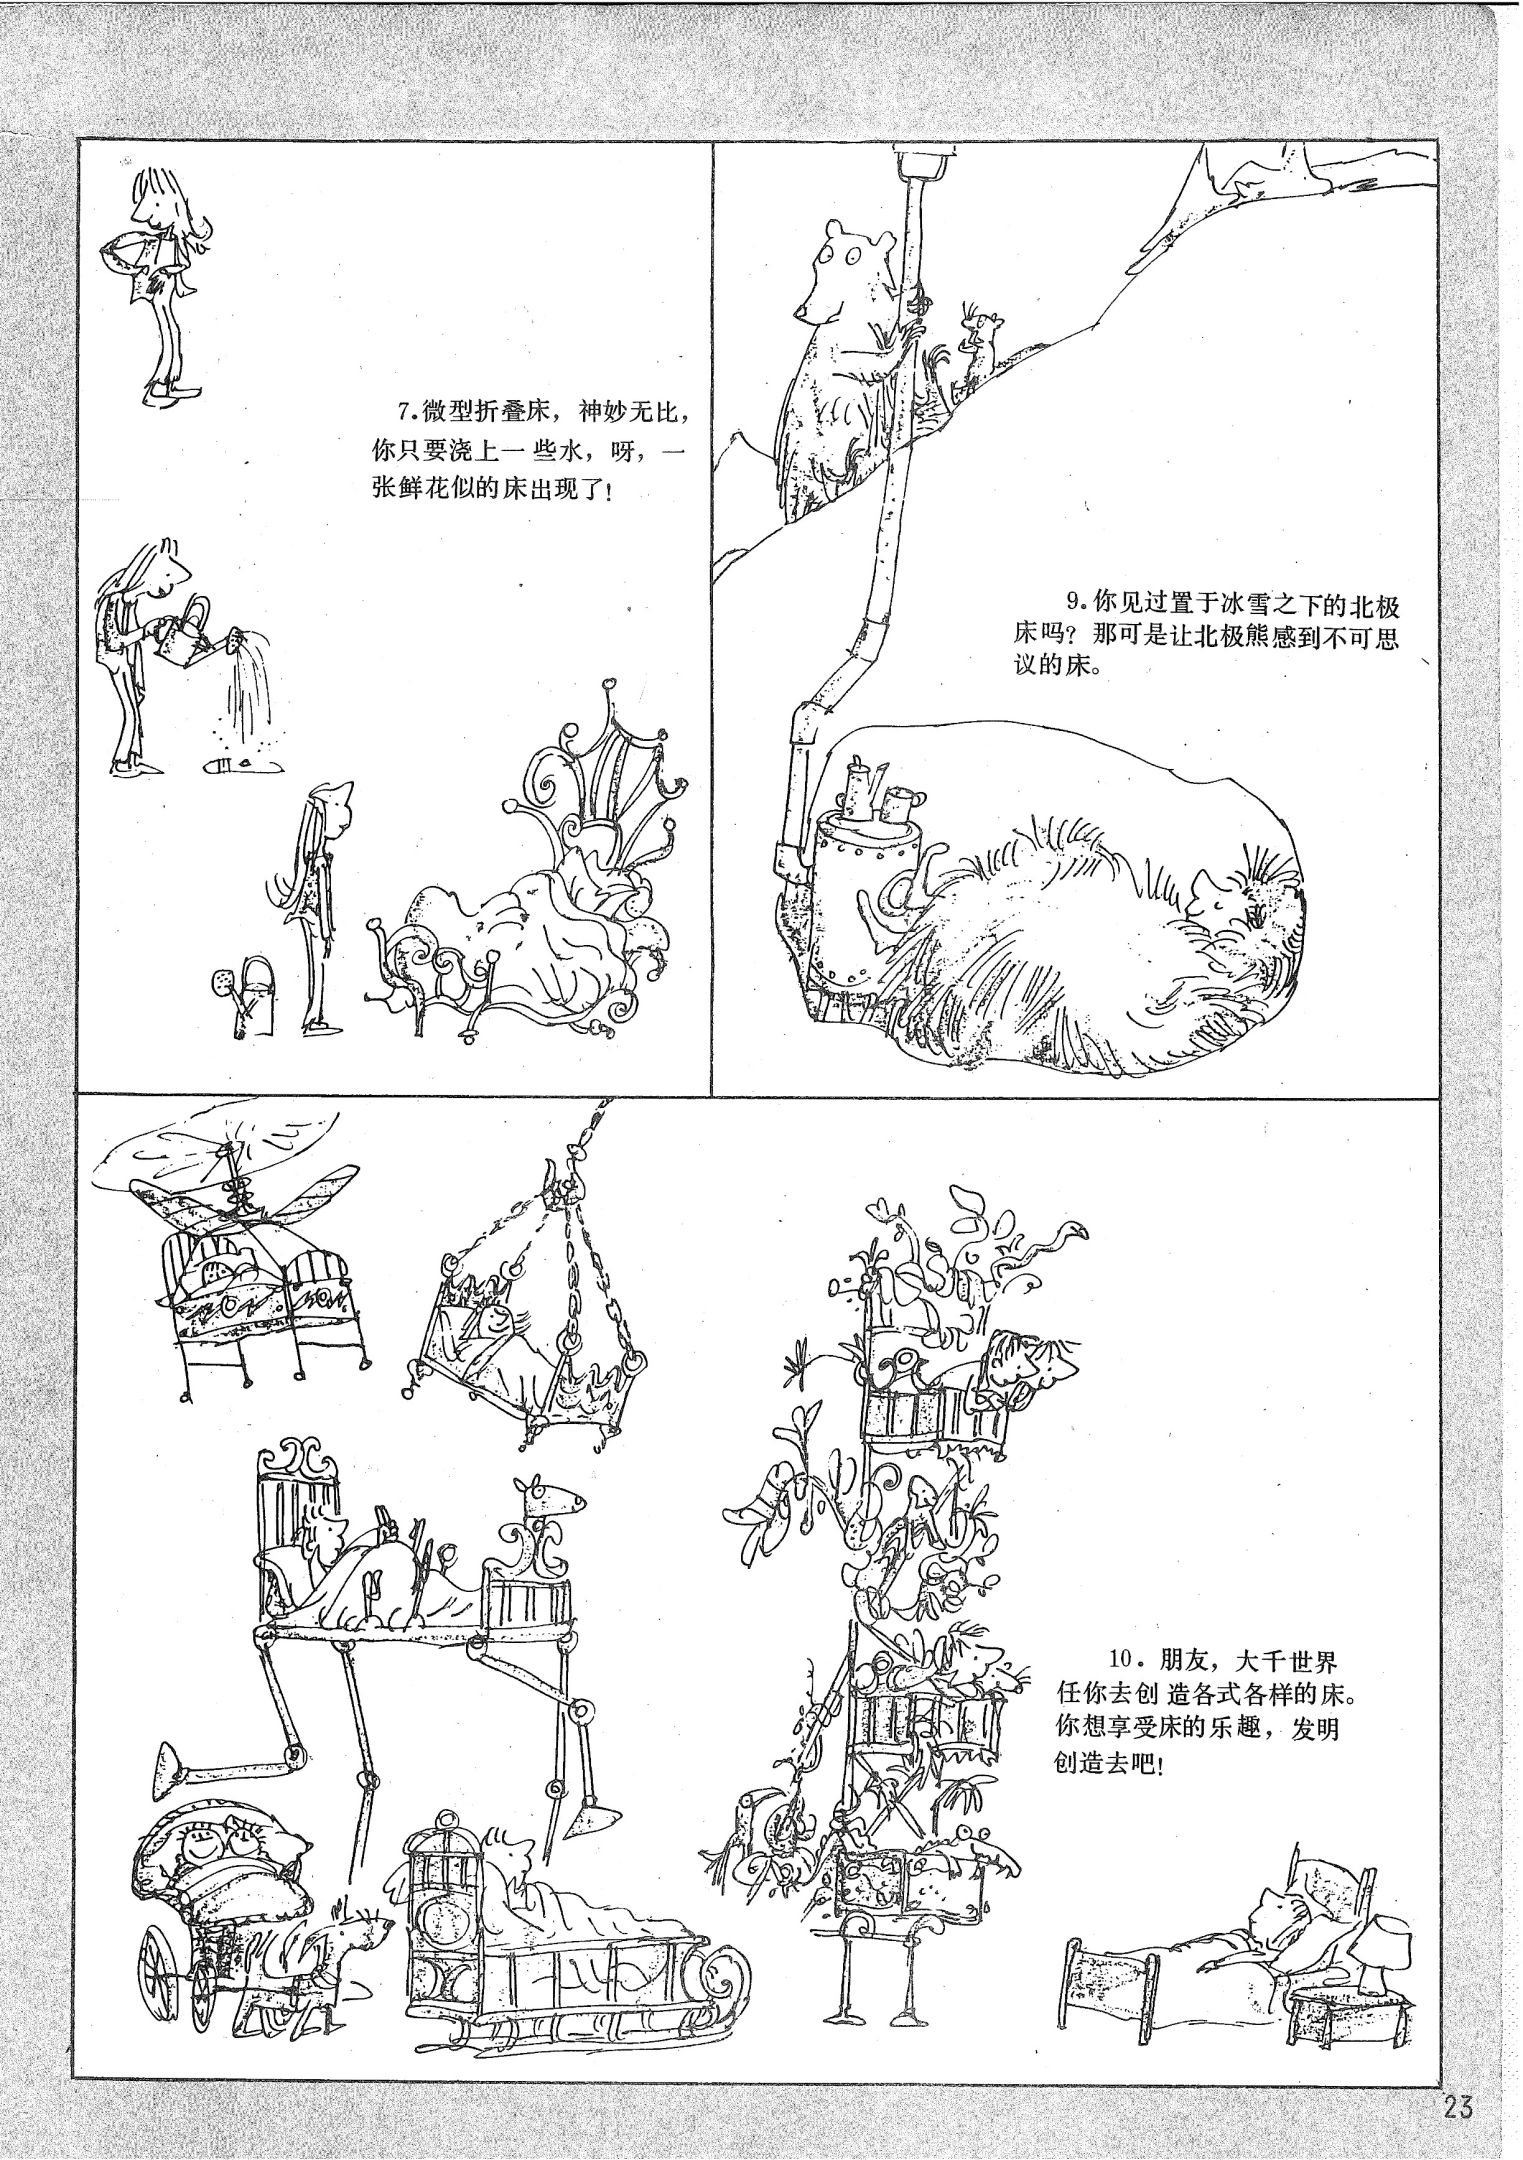 7.微型折叠床，神妙无比，
你只要浇上一些水，呀，一
张鲜花似的床出现了！
9.你见过置于冰雪之下的北极
床吗？那可是让北极熊感到不可思
议的床。
10．朋友，大千世界
任你去创造各式各样的床。
你想享受床的乐趣，发明
创造去吧！
23